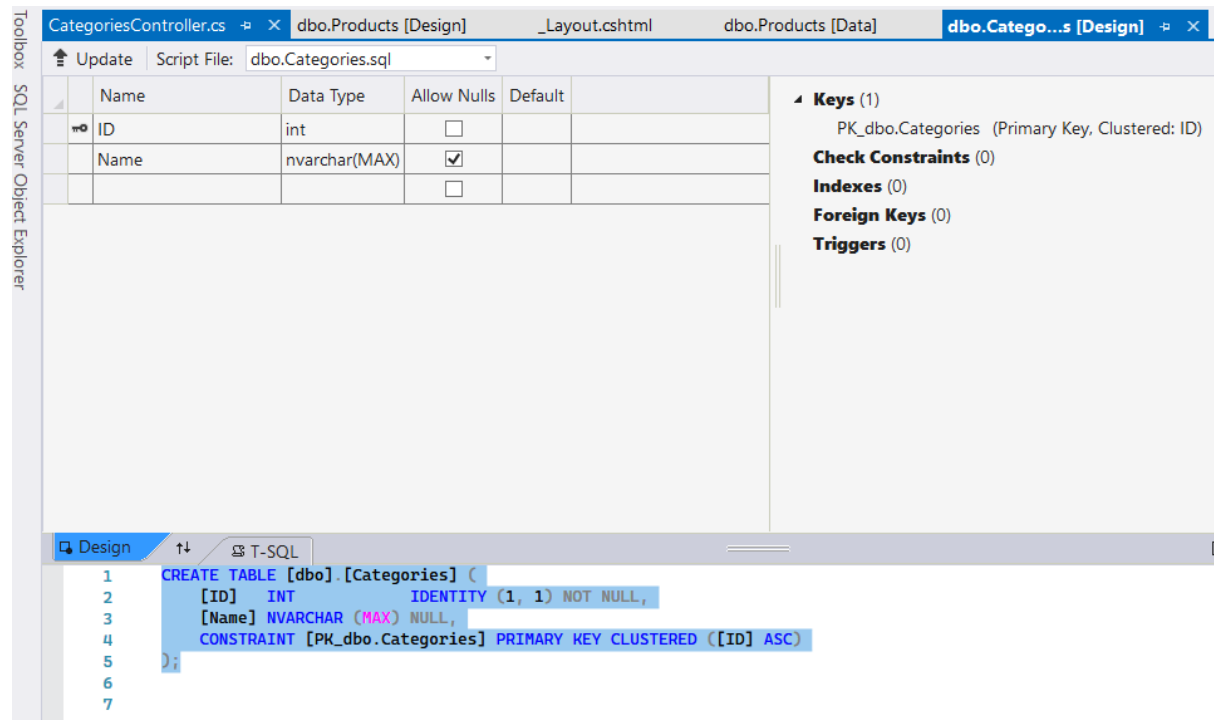 Toolbox
SQL Server Object Explorer
CategoriesController.cs dbo.Products [Design] _Layout.cshtml dbo.Products [Data] dbo.Catego...s [Design]
Update Script File: dbo.Categories.sql
Name Data Type Allow Nulls Default
ID int
Name nvarchar(MAX)
Keys (1)
PK_dbo.Categories (Primary Key, Clustered: ID)
Check Constraints (0)
Indexes (0)
Foreign Keys (0)
Triggers (0)
Design T-SQL
1 CREATE TABLE [dbo].[Categories] (
2 [ID] INT IDENTITY (1, 1) NOT NULL,
3 [Name] NVARCHAR (MAX) NULL,
4 CONSTRAINT [PK_dbo.Categories] PRIMARY KEY CLUSTERED ([ID] ASC)
5 );
6
7